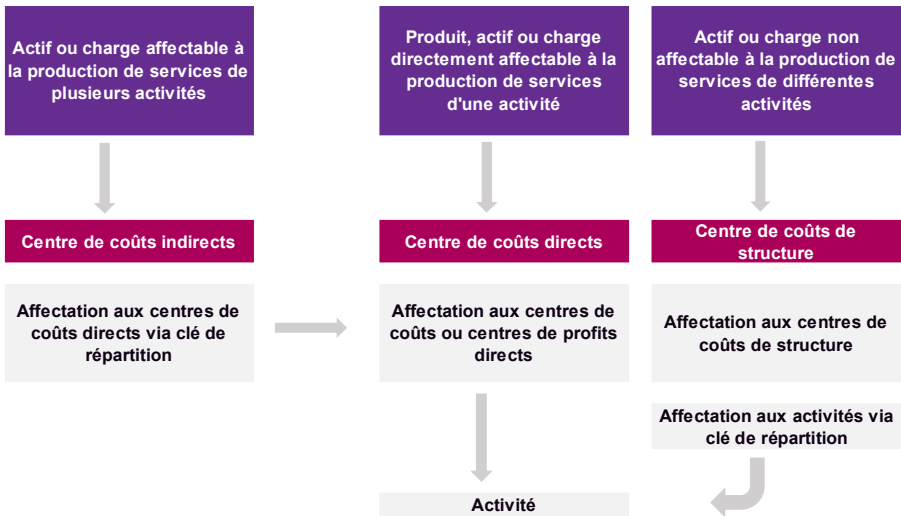 Actif ou charge affectable à
la production de services de
plusieurs activités
Produit, actif ou charge
directement affectable à la
production de services
d'une activité
Actif ou charge non
affectable à la production de
services de différentes
activités
Centre de coûts indirects
Centre de coûts directs
Centre de coûts de
structure
Affectation aux centres de
coûts directs via clé de
répartition
Affectation aux centres de
coûts ou centres de profits
directs
Affectation aux centres de
coûts de structure
Affectation aux activités via
clé de répartition
Activité